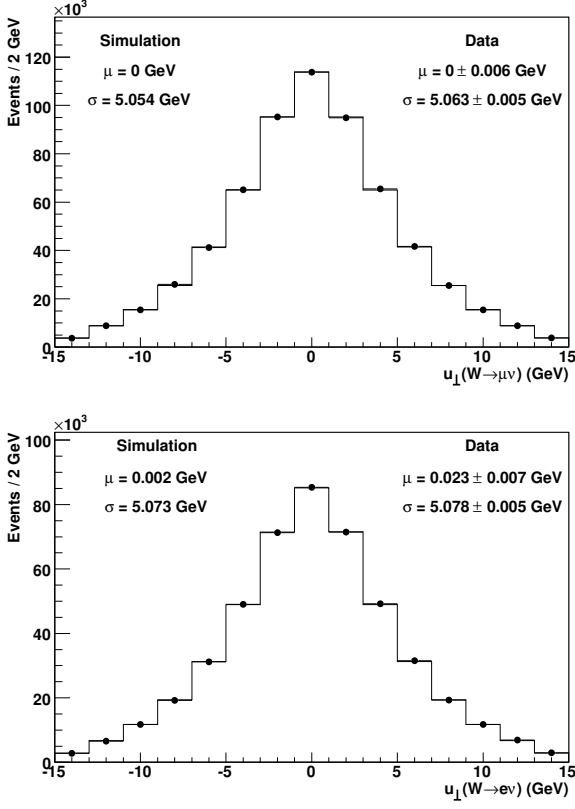 ×10³
Events / 2 GeV
Simulation
μ = 0 GeV
σ = 5.054 GeV
Data
μ = 0 ± 0.006 GeV
σ = 5.063 ± 0.005 GeV
120
100
80
60
40
20
0
-15 -10 -5 0 5 10 15
u⊥(W→μν) (GeV)
×10³
Events / 2 GeV
Simulation
μ = 0.002 GeV
σ = 5.073 GeV
Data
μ = 0.023 ± 0.007 GeV
σ = 5.078 ± 0.005 GeV
100
80
60
40
20
0
-15 -10 -5 0 5 10 15
u⊥(W→eν) (GeV)